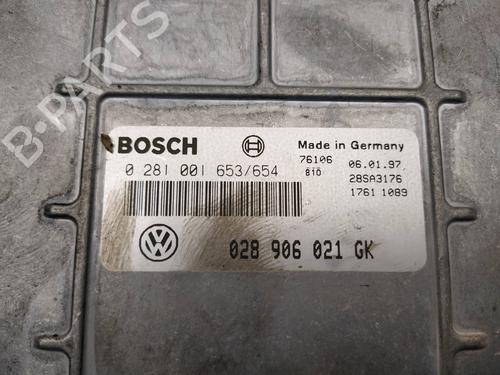 B-PARTS
BOSCH
Made in Germany
0 281 001 653/654
76106 06.01.97
810 28SA3176
1761 1089
VW
028 906 021 GK